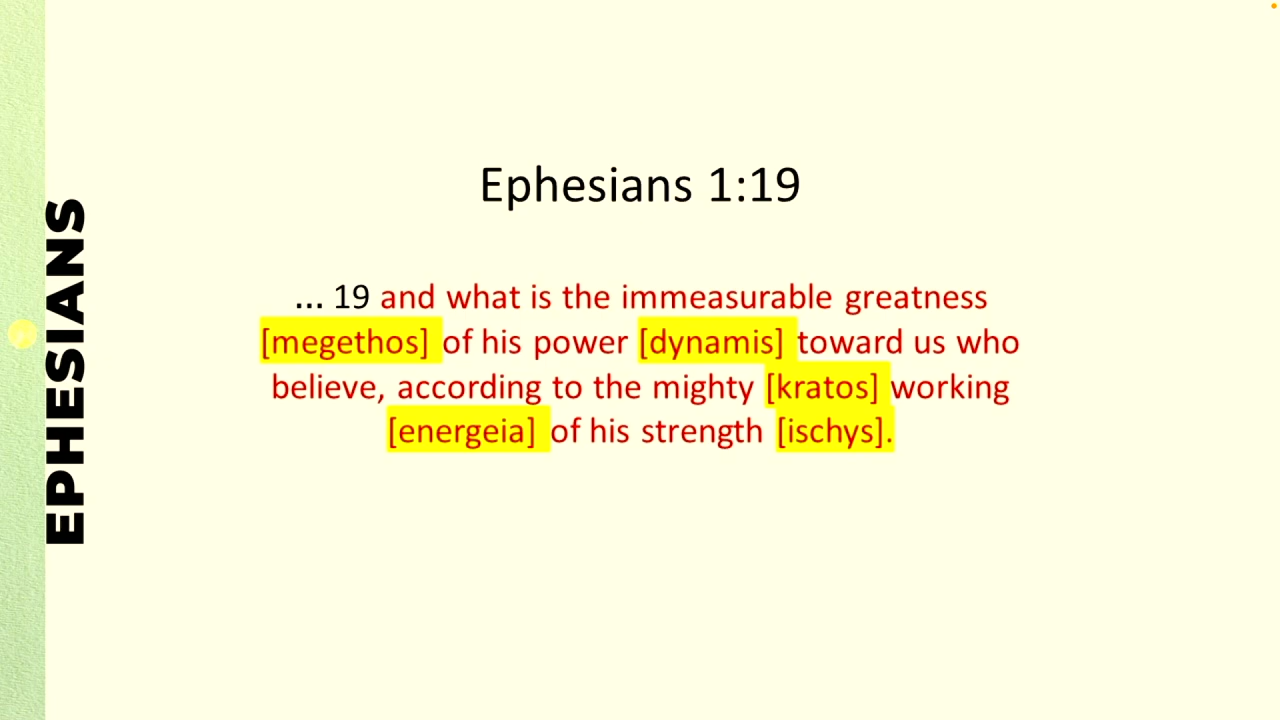 EPHESIANS
Ephesians 1:19
... 19 and what is the immeasurable greatness
[megethos] of his power [dynamis] toward us who
believe, according to the mighty [kratos] working
[energeia] of his strength [ischys].